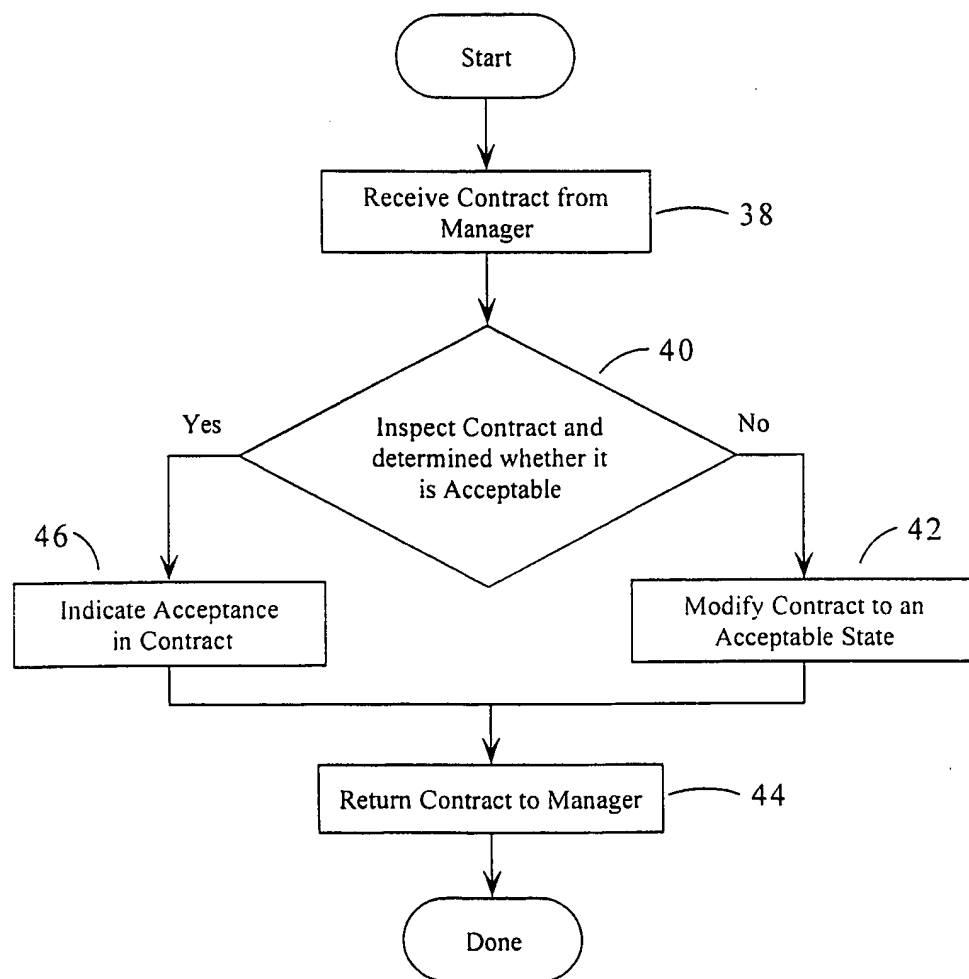 Start
Receive Contract from
Manager
38
40
Yes
No
Inspect Contract and
determined whether it
is Acceptable
46
42
Indicate Acceptance
in Contract
Modify Contract to an
Acceptable State
Return Contract to Manager
44
Done